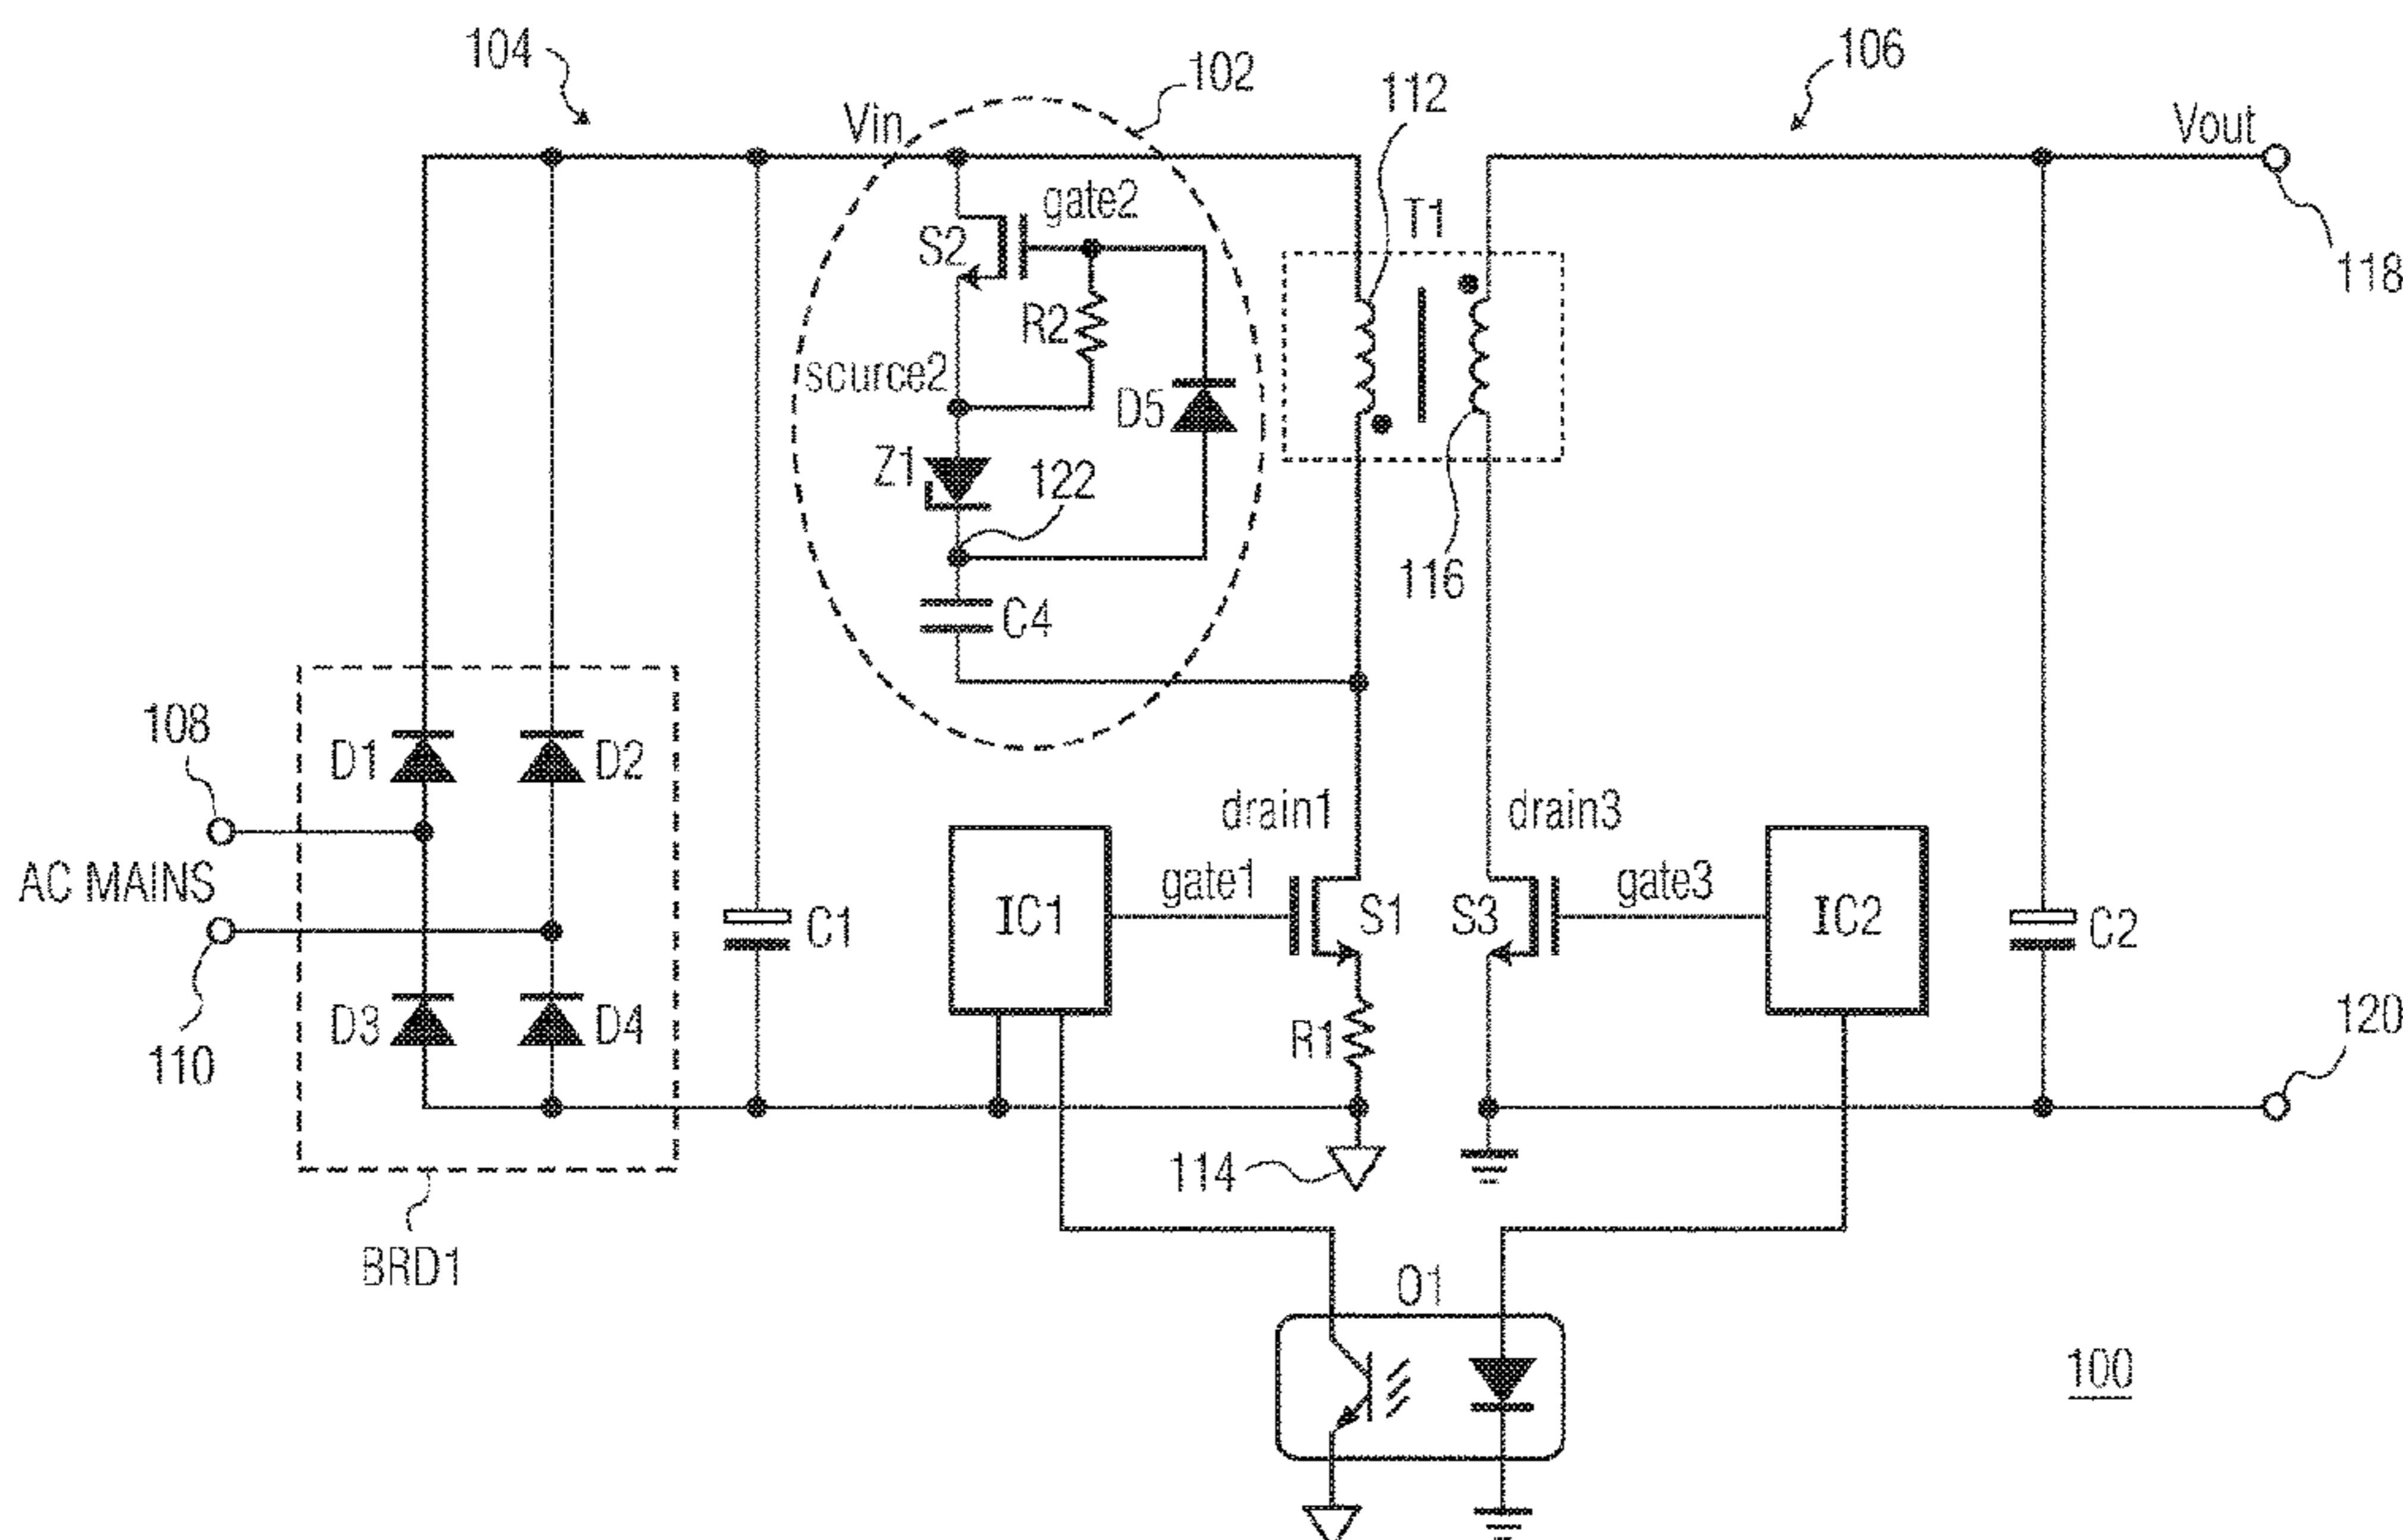 104
102
112
106
Vin
Vout
gate2
T1
S2
118
R2
source2
D5
Z1
122
116
C4
108
D1
D2
drain1
drain3
AC MAINS
gate1
gate3
IC1
S1
S3
IC2
C1
C2
110
D3
D4
R1
120
114
BRD1
O1
100